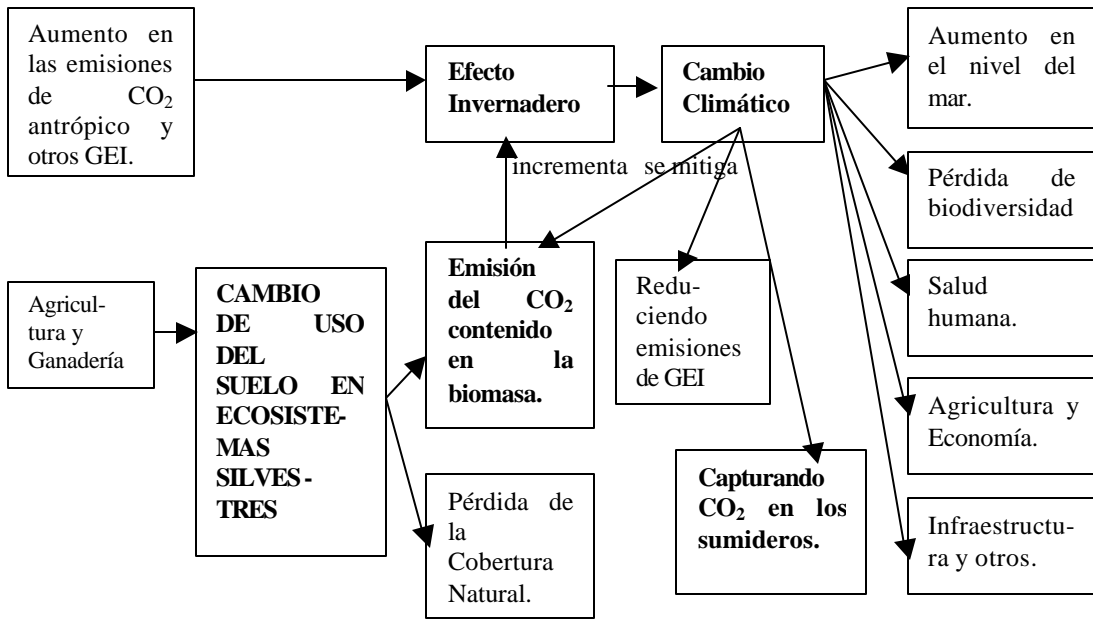 Aumento en
las emisiones
de CO₂
antrópico y
otros GEI.
Efecto
Invernadero
Cambio
Climático
Aumento en
el nivel del
mar.
Pérdida de
biodiversidad
incrementa se mitiga
Agricul-
tura y
Ganadería
CAMBIO
DE USO
DEL
SUELO EN
ECOSISTE-
MAS
SILVES -
TRES
Emisión
del CO₂
contenido
en la
biomasa.
Redu-
ciendo
emisiones
de GEI
Salud
humana.
Agricultura y
Economía.
Pérdida de
la
Cobertura
Natural.
Capturando
CO₂ en los
sumideros.
Infraestructu-
ra y otros.